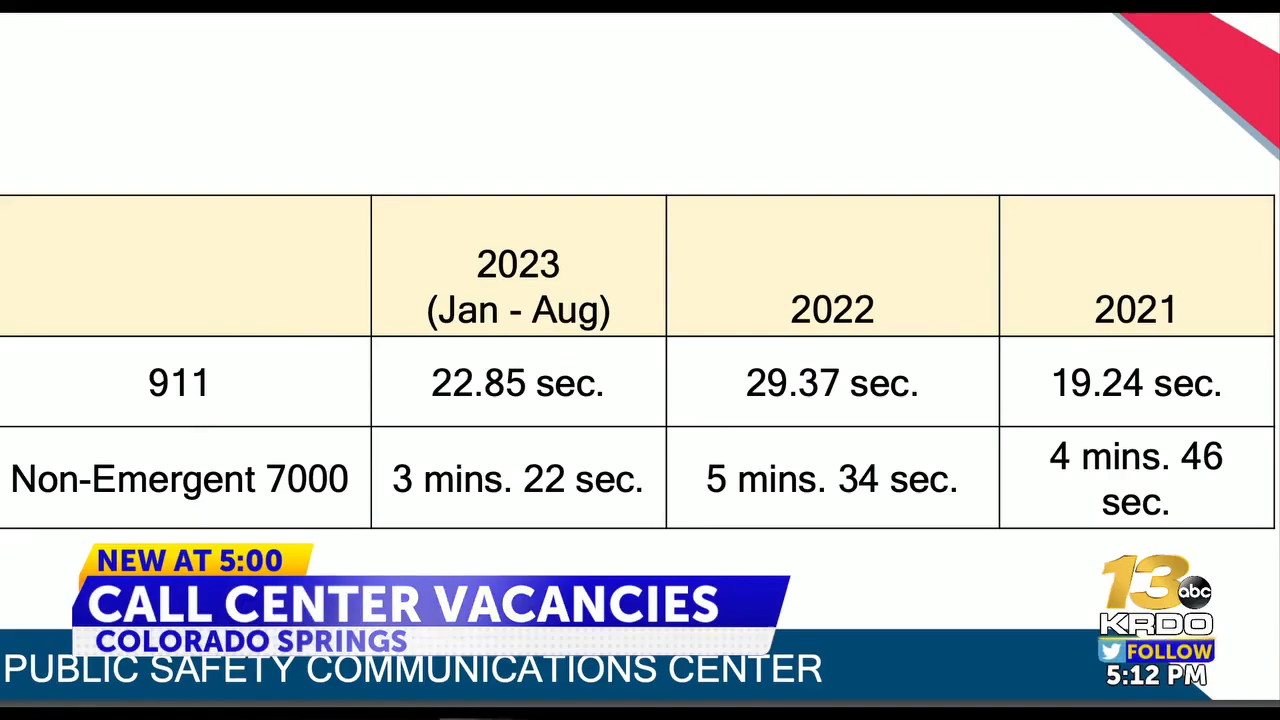 2023
(Jan - Aug)
2022
2021
911
22.85 sec.
29.37 sec.
19.24 sec.
Non-Emergent 7000
3 mins. 22 sec.
5 mins. 34 sec.
4 mins. 46
sec.
NEW AT 5:00
CALL CENTER VACANCIES
COLORADO SPRINGS
PUBLIC SAFETY COMMUNICATIONS CENTER
13
abc
KRDO
FOLLOW
5:12 PM